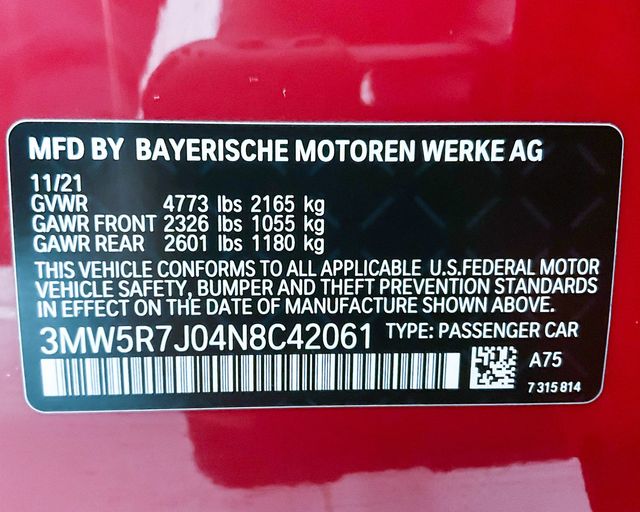 MFD BY BAYERISCHE MOTOREN WERKE AG
11/21
GVWR 4773 lbs 2165 kg
GAWR FRONT 2326 lbs 1055 kg
GAWR REAR 2601 lbs 1180 kg
THIS VEHICLE CONFORMS TO ALL APPLICABLE U.S.FEDERAL MOTOR
VEHICLE SAFETY, BUMPER AND THEFT PREVENTION STANDARDS
IN EFFECT ON THE DATE OF MANUFACTURE SHOWN ABOVE.
3MW5R7J04N8C42061 TYPE: PASSENGER CAR
A75
7 315 814